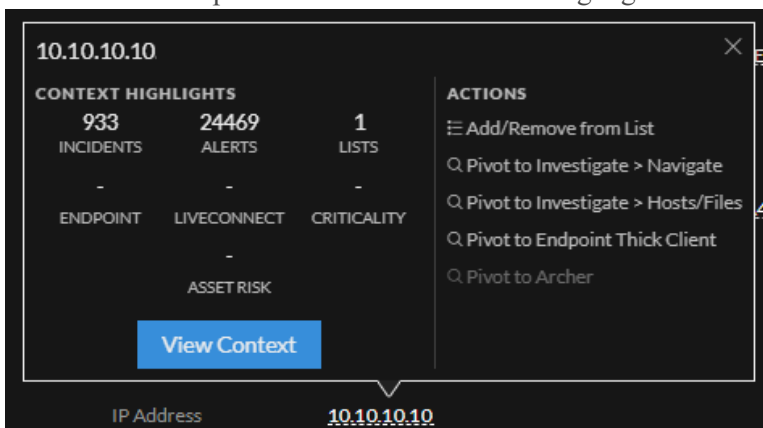 10.10.10.10
CONTEXT HIGHLIGHTS
933 24469 1
INCIDENTS ALERTS LISTS
- - -
ENDPOINT LIVECONNECT CRITICALITY
-
ASSET RISK
View Context
ACTIONS
Add/Remove from List
Pivot to Investigate > Navigate
Pivot to Investigate > Hosts/Files
Pivot to Endpoint Thick Client
Pivot to Archer
IP Address 10.10.10.10